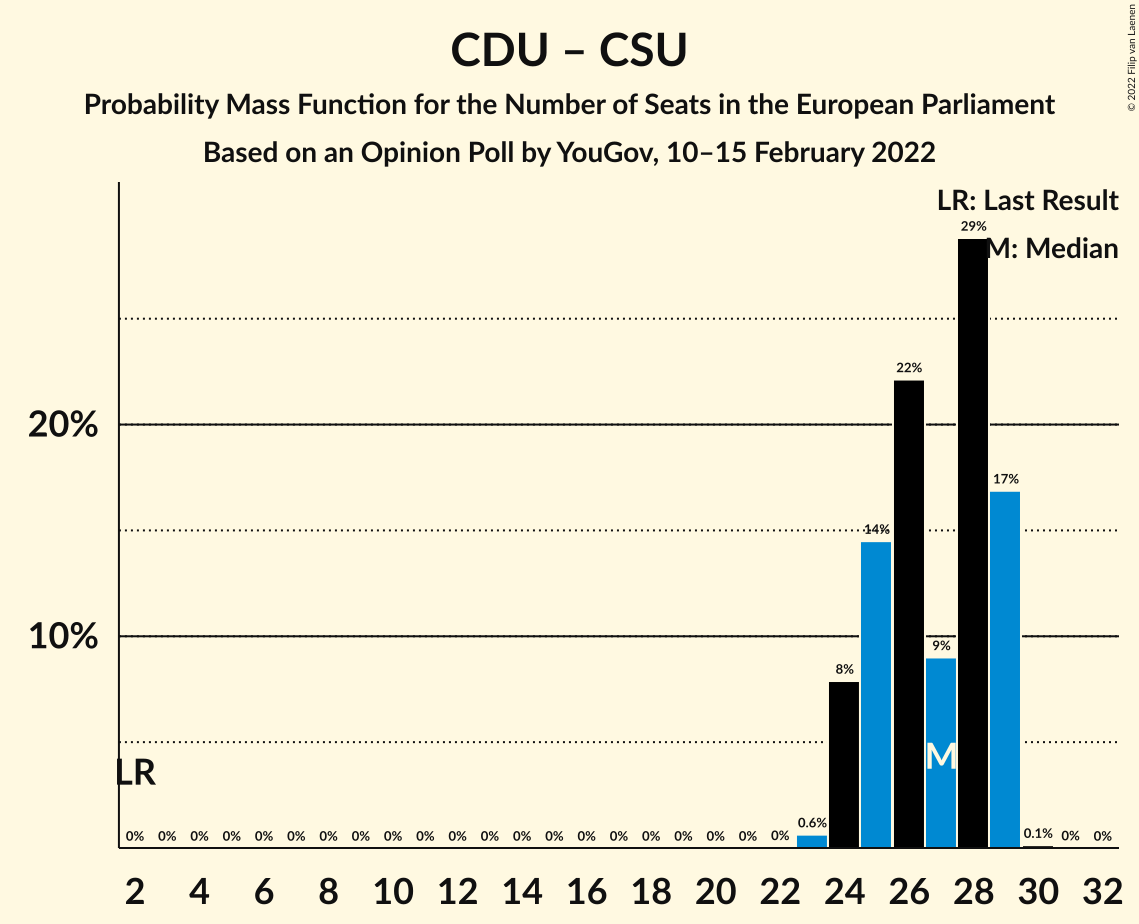 CDU – CSU
Probability Mass Function for the Number of Seats in the European Parliament
Based on an Opinion Poll by YouGov, 10–15 February 2022
© 2022 Filip van Laenen
LR: Last Result
M: Median
29%
22%
20%
17%
14%
10%
9%
8%
M
LR
0% 0% 0% 0% 0% 0% 0% 0% 0% 0% 0% 0% 0% 0% 0% 0% 0% 0% 0% 0% 0% 0.6% 0.1% 0% 0%
2 4 6 8 10 12 14 16 18 20 22 24 26 28 30 32